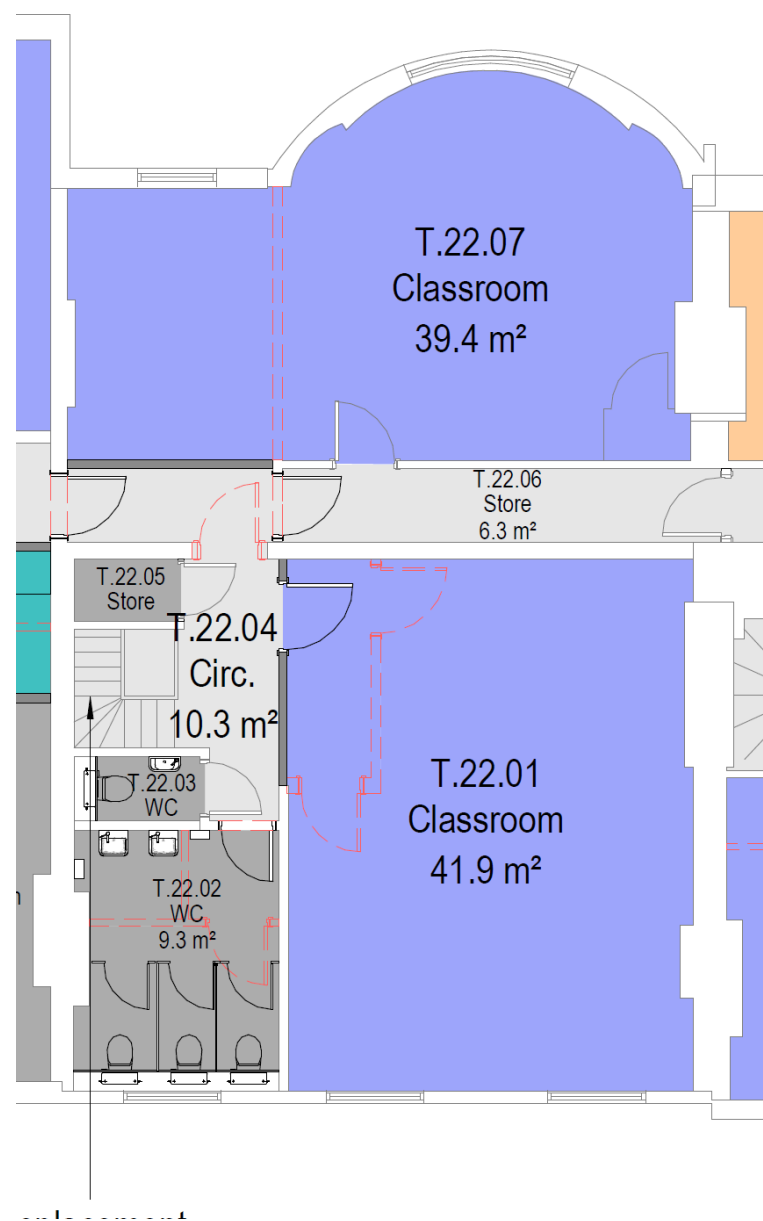 T.22.07
Classroom
39.4 m²
T.22.06
Store
6.3 m²
T.22.05
Store
T.22.04
Circ.
10.3 m²
T.22.03
WC
T.22.01
Classroom
41.9 m²
T.22.02
WC
9.3 m²